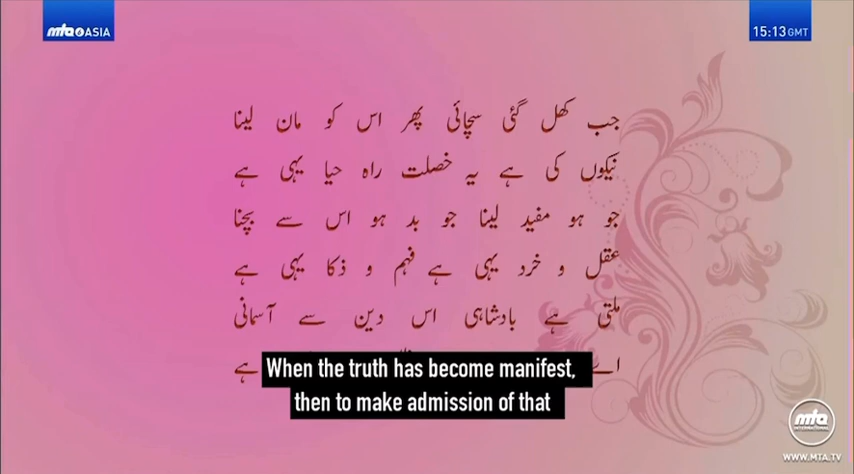 mta ASIA
15:13 GMT
جب کھل گئی سچائی پھر اس کو مان لینا
نیکوں کی ہے یہ خصلت راہ حیا یہی ہے
جو ہو مفید لینا جو بد ہو اس سے بچنا
عقل و خرد یہی ہے فہم و ذکا یہی ہے
ملتی ہے بادشاہی اس دین سے آسمانی
اے ہے
When the truth has become manifest,
then to make admission of that
mta
INTERNATIONAL
WWW.MTA.TV